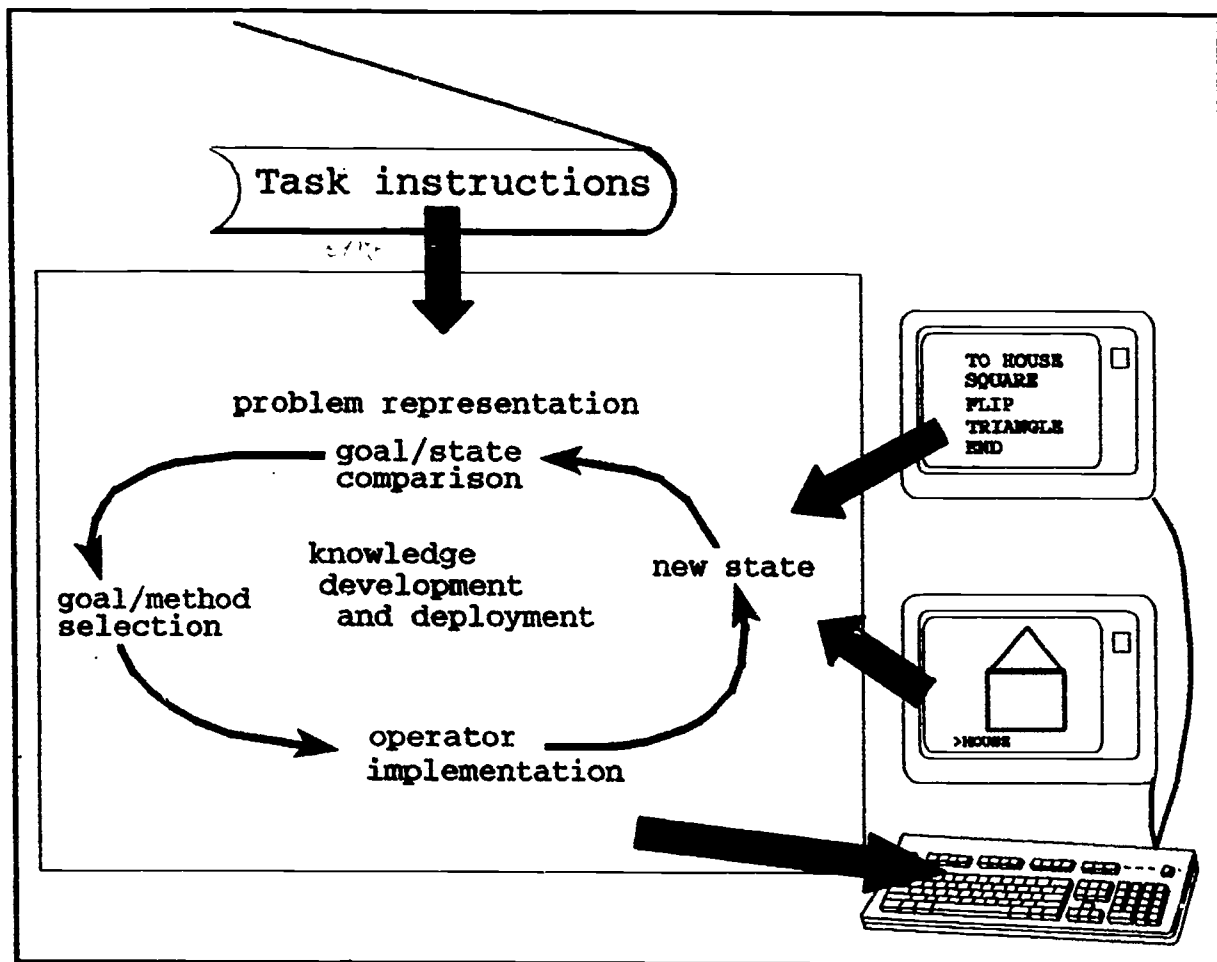 Task instructions
problem representation
goal/state
comparison
knowledge
development
and deployment
goal/method
selection
new state
operator
implementation
TO HOUSE
SQUARE
FLIP
TRIANGLE
END
>HOUSE